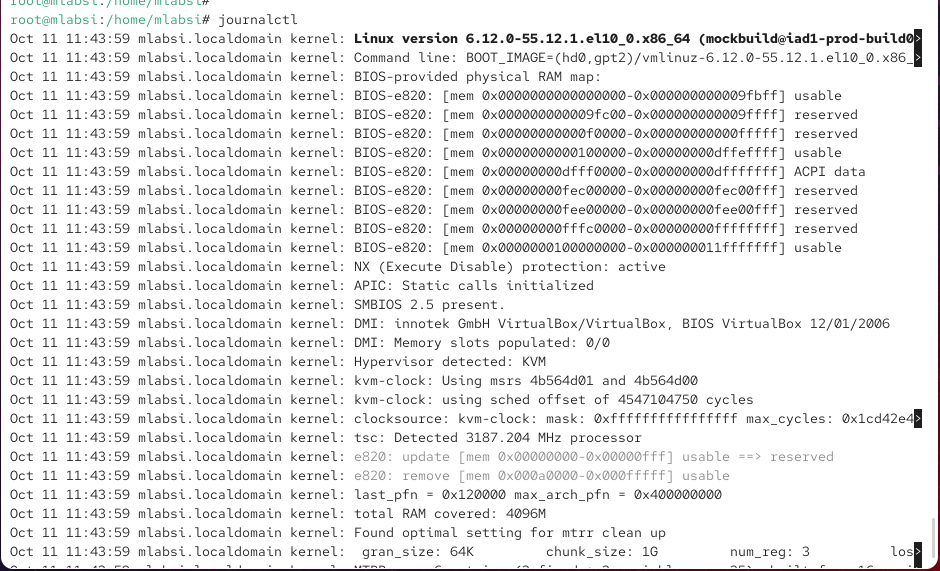 root@mlabsi:/home/mlabsi#
root@mlabsi:/home/mlabsi# journalctl
Oct 11 11:43:59 mlabsi.localdomain kernel: Linux version 6.12.0-55.12.1.el10_0.x86_64 (mockbuild@iad1-prod-build0>
Oct 11 11:43:59 mlabsi.localdomain kernel: Command line: BOOT_IMAGE=(hd0,gpt2)/vmlinuz-6.12.0-55.12.1.el10_0.x86_>
Oct 11 11:43:59 mlabsi.localdomain kernel: BIOS-provided physical RAM map:
Oct 11 11:43:59 mlabsi.localdomain kernel: BIOS-e820: [mem 0x0000000000000000-0x000000000009fbff] usable
Oct 11 11:43:59 mlabsi.localdomain kernel: BIOS-e820: [mem 0x000000000009fc00-0x000000000009ffff] reserved
Oct 11 11:43:59 mlabsi.localdomain kernel: BIOS-e820: [mem 0x00000000000f0000-0x00000000000fffff] reserved
Oct 11 11:43:59 mlabsi.localdomain kernel: BIOS-e820: [mem 0x0000000000100000-0x00000000dffeffff] usable
Oct 11 11:43:59 mlabsi.localdomain kernel: BIOS-e820: [mem 0x00000000dfff0000-0x00000000dfffffff] ACPI data
Oct 11 11:43:59 mlabsi.localdomain kernel: BIOS-e820: [mem 0x00000000fec00000-0x00000000fec00fff] reserved
Oct 11 11:43:59 mlabsi.localdomain kernel: BIOS-e820: [mem 0x00000000fee00000-0x00000000fee00fff] reserved
Oct 11 11:43:59 mlabsi.localdomain kernel: BIOS-e820: [mem 0x00000000fffc0000-0x00000000ffffffff] reserved
Oct 11 11:43:59 mlabsi.localdomain kernel: BIOS-e820: [mem 0x0000000100000000-0x000000011fffffff] usable
Oct 11 11:43:59 mlabsi.localdomain kernel: NX (Execute Disable) protection: active
Oct 11 11:43:59 mlabsi.localdomain kernel: APIC: Static calls initialized
Oct 11 11:43:59 mlabsi.localdomain kernel: SMBIOS 2.5 present.
Oct 11 11:43:59 mlabsi.localdomain kernel: DMI: innotek GmbH VirtualBox/VirtualBox, BIOS VirtualBox 12/01/2006
Oct 11 11:43:59 mlabsi.localdomain kernel: DMI: Memory slots populated: 0/0
Oct 11 11:43:59 mlabsi.localdomain kernel: Hypervisor detected: KVM
Oct 11 11:43:59 mlabsi.localdomain kernel: kvm-clock: Using msrs 4b564d01 and 4b564d00
Oct 11 11:43:59 mlabsi.localdomain kernel: kvm-clock: using sched offset of 4547104750 cycles
Oct 11 11:43:59 mlabsi.localdomain kernel: clocksource: kvm-clock: mask: 0xffffffffffffffff max_cycles: 0x1cd42e4>
Oct 11 11:43:59 mlabsi.localdomain kernel: tsc: Detected 3187.204 MHz processor
Oct 11 11:43:59 mlabsi.localdomain kernel: e820: update [mem 0x00000000-0x00000fff] usable ==> reserved
Oct 11 11:43:59 mlabsi.localdomain kernel: e820: remove [mem 0x000a0000-0x000fffff] usable
Oct 11 11:43:59 mlabsi.localdomain kernel: last_pfn = 0x120000 max_arch_pfn = 0x400000000
Oct 11 11:43:59 mlabsi.localdomain kernel: total RAM covered: 4096M
Oct 11 11:43:59 mlabsi.localdomain kernel: Found optimal setting for mtrr clean up
Oct 11 11:43:59 mlabsi.localdomain kernel:  gran_size: 64K         chunk_size: 1G         num_reg: 3          los>